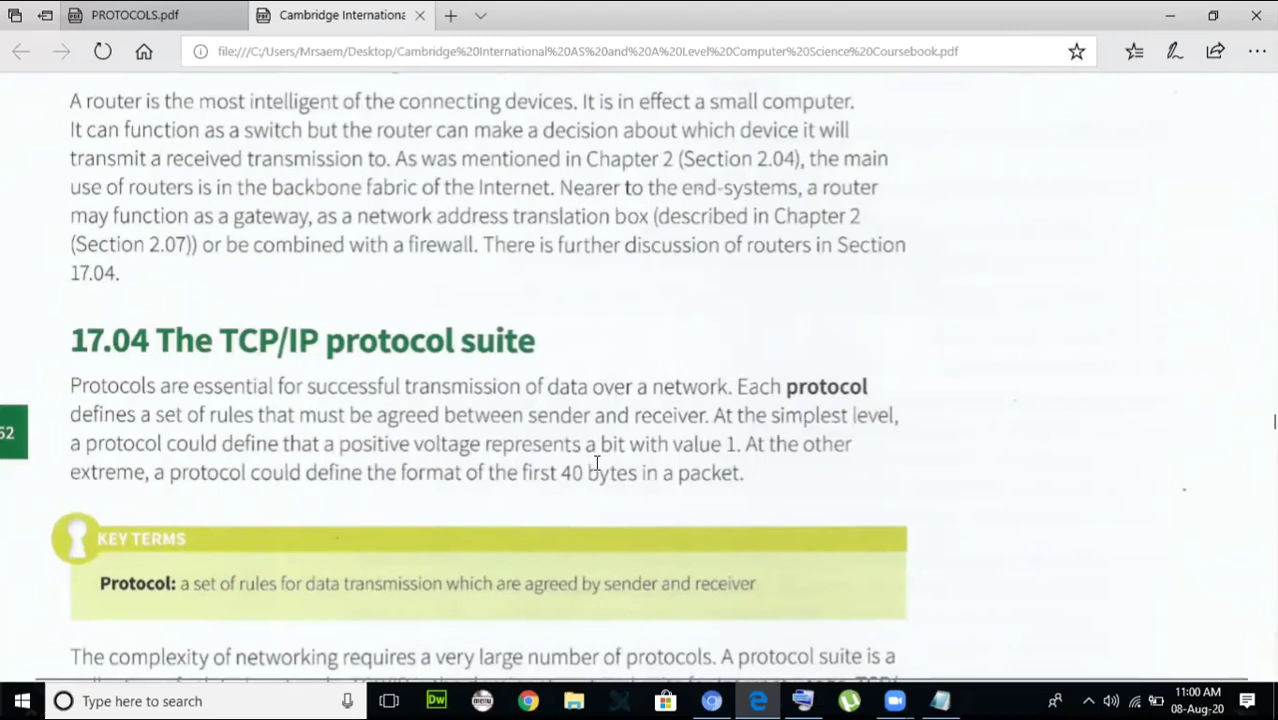 PROTOCOLS.pdf
Cambridge Internationa
file:///C:/Users/Mrsaem/Desktop/Cambridge%20International%20AS%20and%20A%20Level%20Computer%20Science%20Coursebook.pdf
A router is the most intelligent of the connecting devices. It is in effect a small computer.
It can function as a switch but the router can make a decision about which device it will
transmit a received transmission to. As was mentioned in Chapter 2 (Section 2.04), the main
use of routers is in the backbone fabric of the Internet. Nearer to the end-systems, a router
may function as a gateway, as a network address translation box (described in Chapter 2
(Section 2.07)) or be combined with a firewall. There is further discussion of routers in Section
17.04.
17.04 The TCP/IP protocol suite
Protocols are essential for successful transmission of data over a network. Each protocol
defines a set of rules that must be agreed between sender and receiver. At the simplest level,
a protocol could define that a positive voltage represents a bit with value 1. At the other
extreme, a protocol could define the format of the first 40 bytes in a packet.
52
KEY TERMS
Protocol: a set of rules for data transmission which are agreed by sender and receiver
The complexity of networking requires a very large number of protocols. A protocol suite is a
Type here to search
Dw
menu
11:00 AM
08-Aug-20